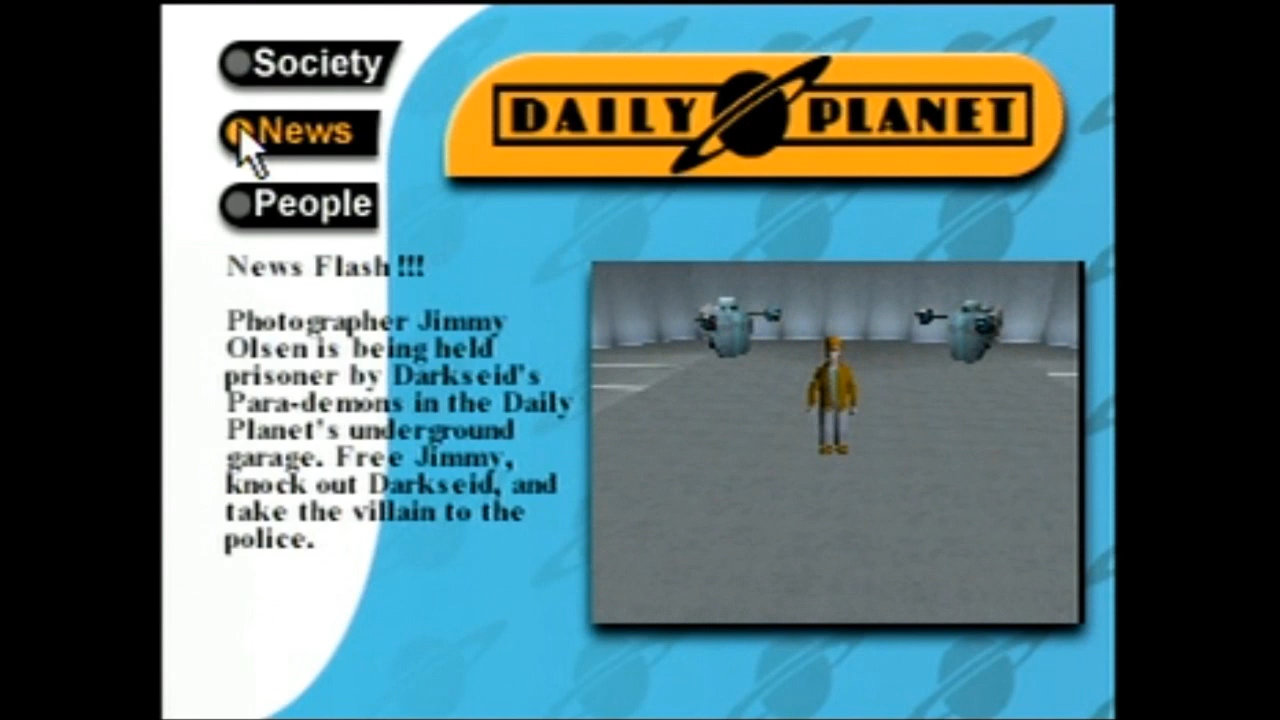 Society
News
People
DAILY PLANET
News Flash!!!
Photographer Jimmy
Olsen is being held
prisoner by Darkseid's
Para-demons in the Daily
Planet's underground
garage. Free Jimmy,
knock out Darkseid, and
take the villain to the
police.